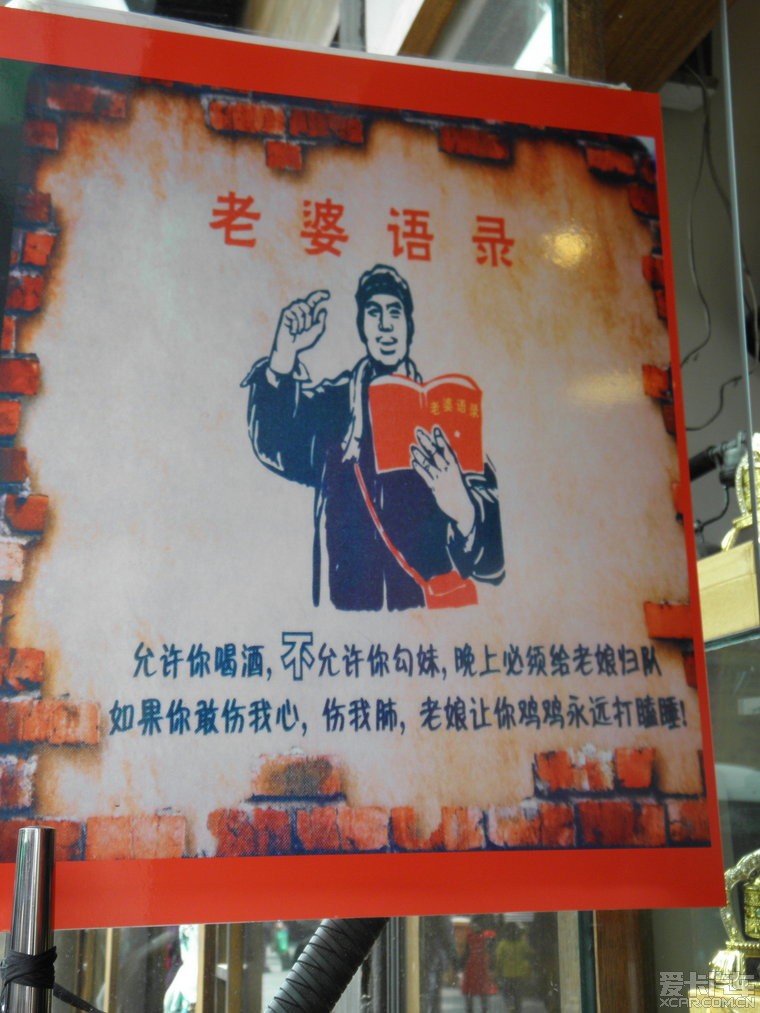 老婆语录
老婆语录
允许你喝酒,不允许你勾妹,晚上必须给老娘归队
如果你敢伤我心,伤我肺,老娘让你鸡鸡永远打瞌睡!
爱卡汽车
XCAR.COM.CN